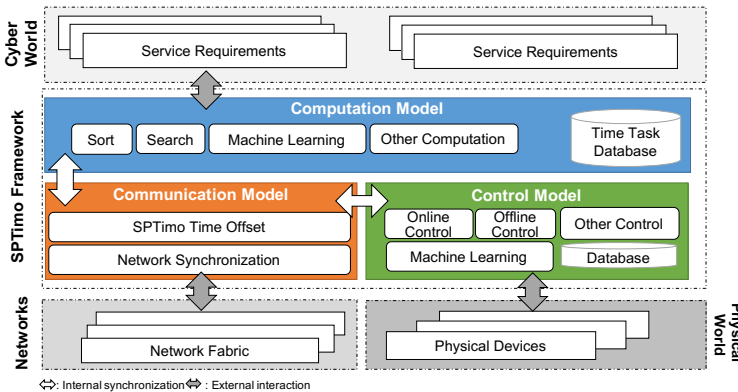 Cyber
World
Service Requirements
Service Requirements
SPTimo Framework
Computation Model
Sort
Search
Machine Learning
Other Computation
Time Task
Database
Communication Model
SPTimo Time Offset
Network Synchronization
Control Model
Online
Control
Offline
Control
Other Control
Machine Learning
Database
Networks
Network Fabric
Physical Devices
Physical
World
: Internal synchronization
: External interaction